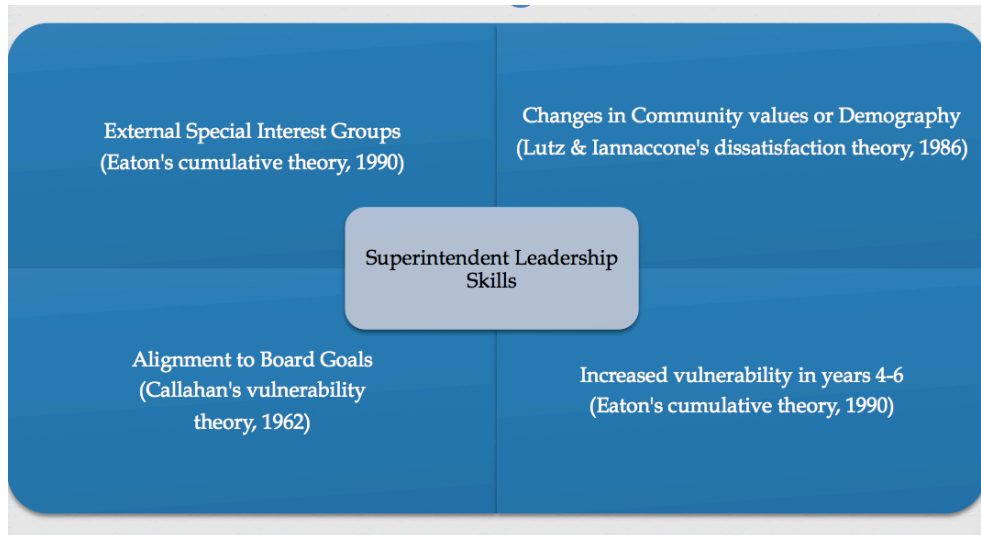 External Special Interest Groups
(Eaton's cumulative theory, 1990)
Changes in Community values or Demography
(Lutz & Iannaccone's dissatisfaction theory, 1986)
Superintendent Leadership
Skills
Alignment to Board Goals
(Callahan's vulnerability
theory, 1962)
Increased vulnerability in years 4-6
(Eaton's cumulative theory, 1990)